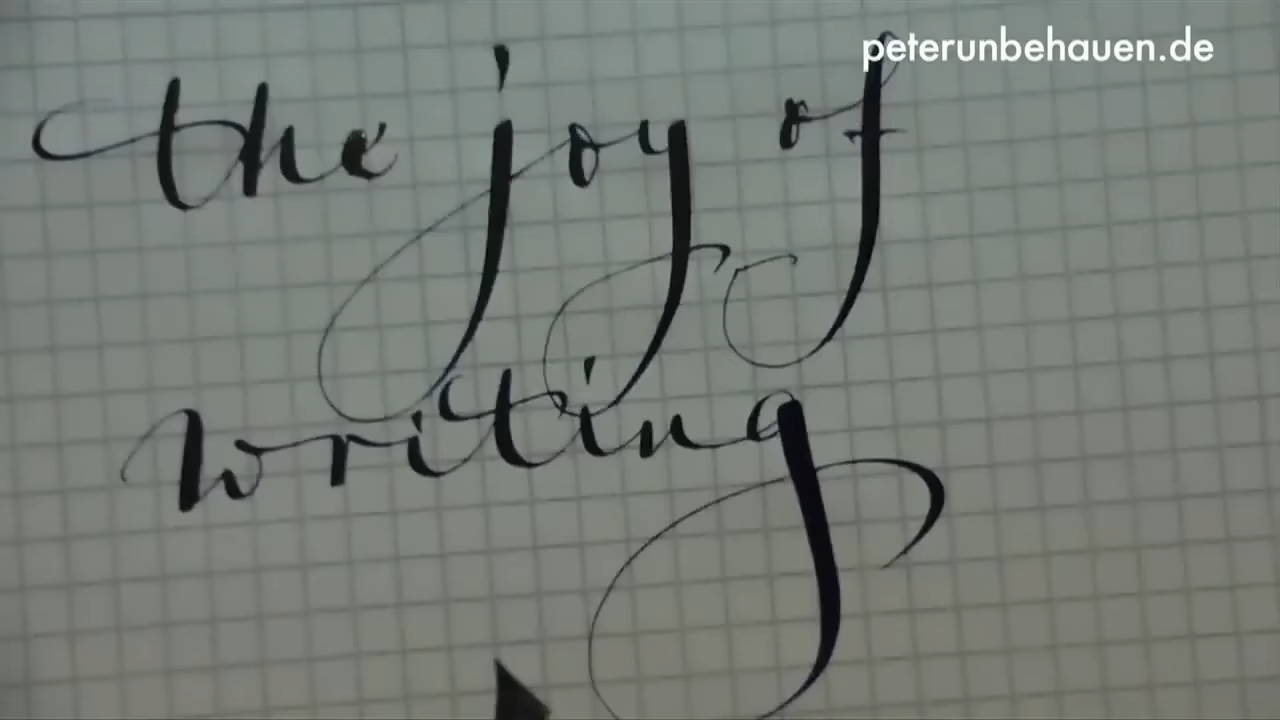 peterunbehauen.de
the joy of
writing